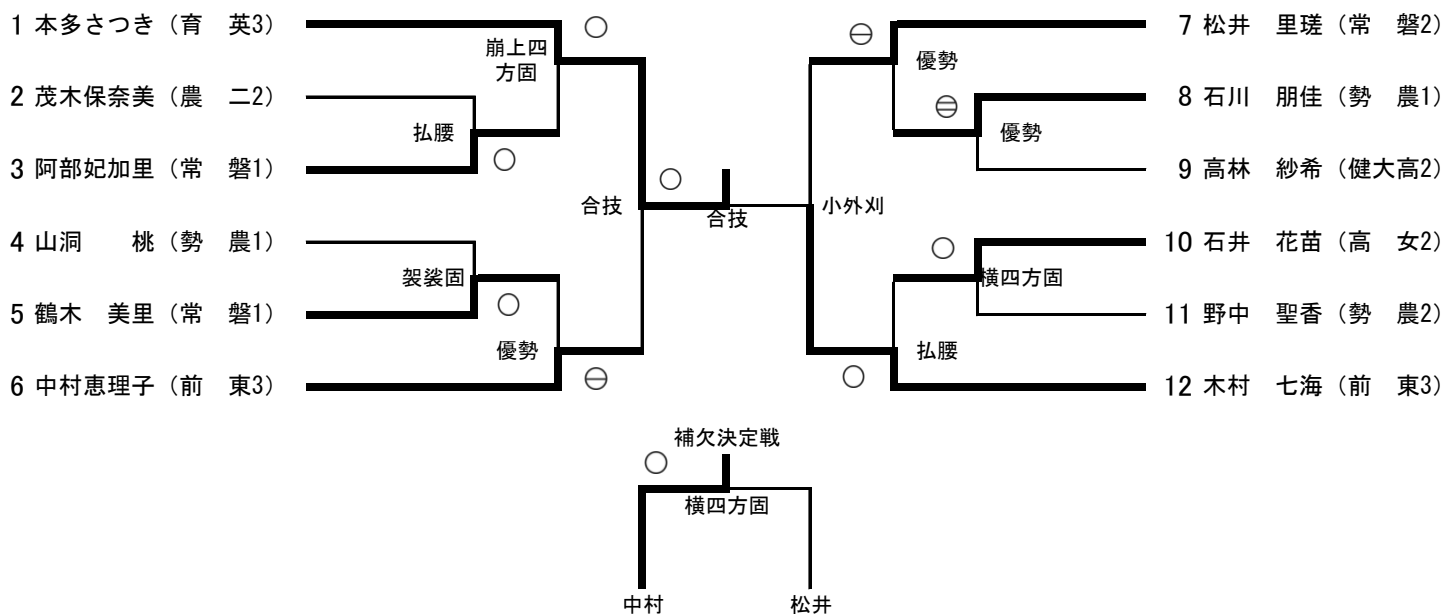 1 本多さつき（育　英3）
崩上四
方固
2 茂木保奈美（農　二2）
払腰
3 阿部妃加里（常　磐1）
合技
4 山洞　　桃（勢　農1）
袈裟固
5 鶴木　美里（常　磐1）
優勢
6 中村恵理子（前　東3）
合技
7 松井　里瑳（常　磐2）
優勢
8 石川　朋佳（勢　農1）
優勢
9 高林　紗希（健大高2）
小外刈
10 石井　花苗（高　女2）
横四方固
11 野中　聖香（勢　農2）
払腰
12 木村　七海（前　東3）
補欠決定戦
横四方固
中村
松井